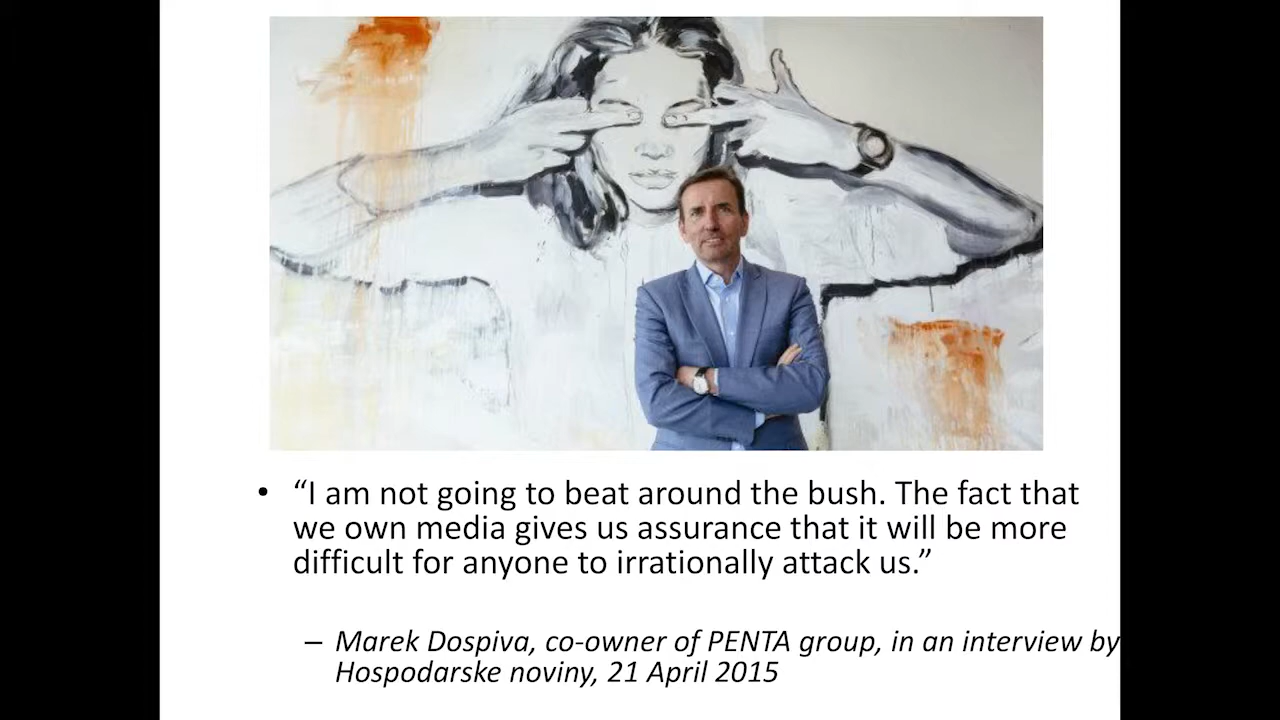 • “I am not going to beat around the bush. The fact that
we own media gives us assurance that it will be more
difficult for anyone to irrationally attack us.”
– Marek Dospiva, co-owner of PENTA group, in an interview by
Hospodarske noviny, 21 April 2015